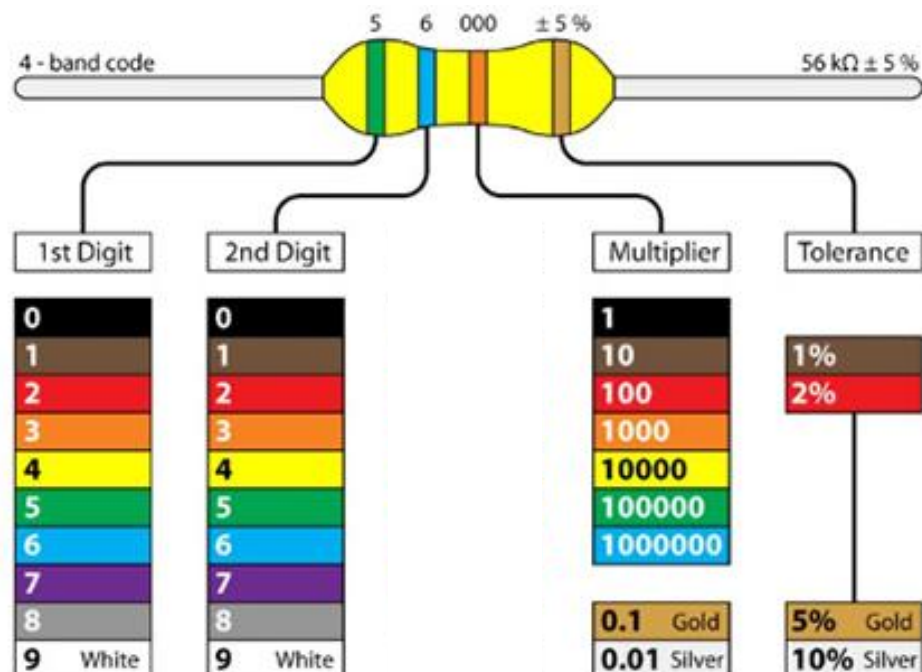 5 6 000 ± 5 %
4 - band code 56 kΩ ± 5 %
1st Digit 2nd Digit Multiplier Tolerance
0 0 1
1 1 10 1%
2 2 100 2%
3 3 1000
4 4 10000
5 5 100000
6 6 1000000
7 7
8 8 0.1 Gold 5% Gold
9 White 9 White 0.01 Silver 10% Silver